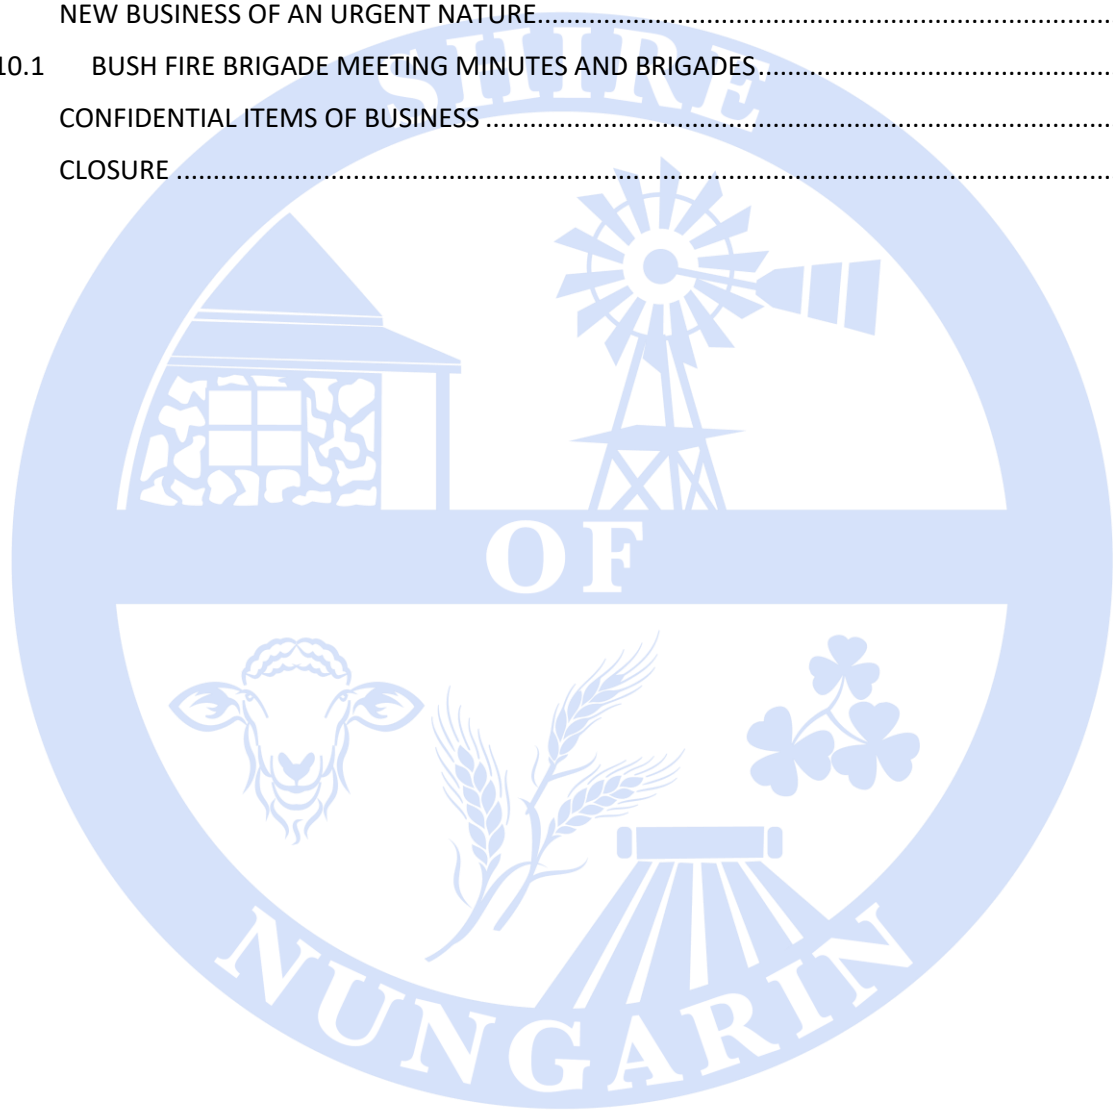 NEW BUSINESS OF AN URGENT NATURE..........
10.1 BUSH FIRE BRIGADE MEETING MINUTES AND BRIGADES..........
CONFIDENTIAL ITEMS OF BUSINESS ..........
CLOSURE ..........
SHIRE
OF
NUNGARIN